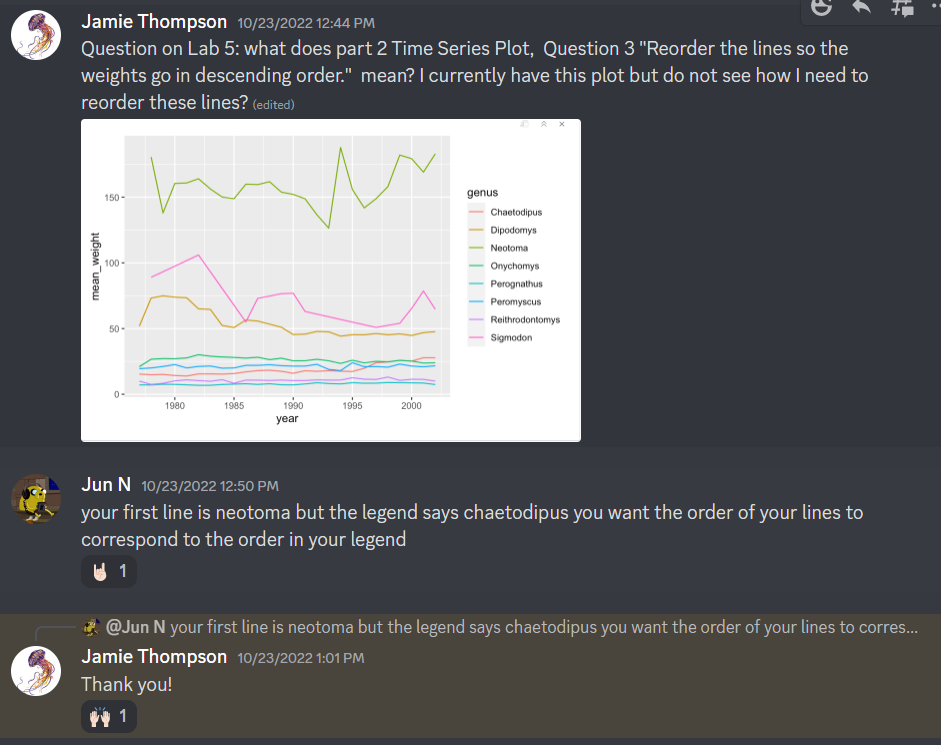 Jamie Thompson 10/23/2022 12:44 PM
Question on Lab 5: what does part 2 Time Series Plot,  Question 3 "Reorder the lines so the
weights go in descending order."  mean? I currently have this plot but do not see how I need to
reorder these lines? (edited)
mean_weight
150
100
50
0
1980 1985 1990 1995 2000
year
genus
Chaetodipus
Dipodomys
Neotoma
Onychomys
Perognathus
Peromyscus
Reithrodontomys
Sigmodon
Jun N 10/23/2022 12:50 PM
your first line is neotoma but the legend says chaetodipus you want the order of your lines to
correspond to the order in your legend
1
@Jun N your first line is neotoma but the legend says chaetodipus you want the order of your lines to corres...
Jamie Thompson 10/23/2022 1:01 PM
Thank you!
1